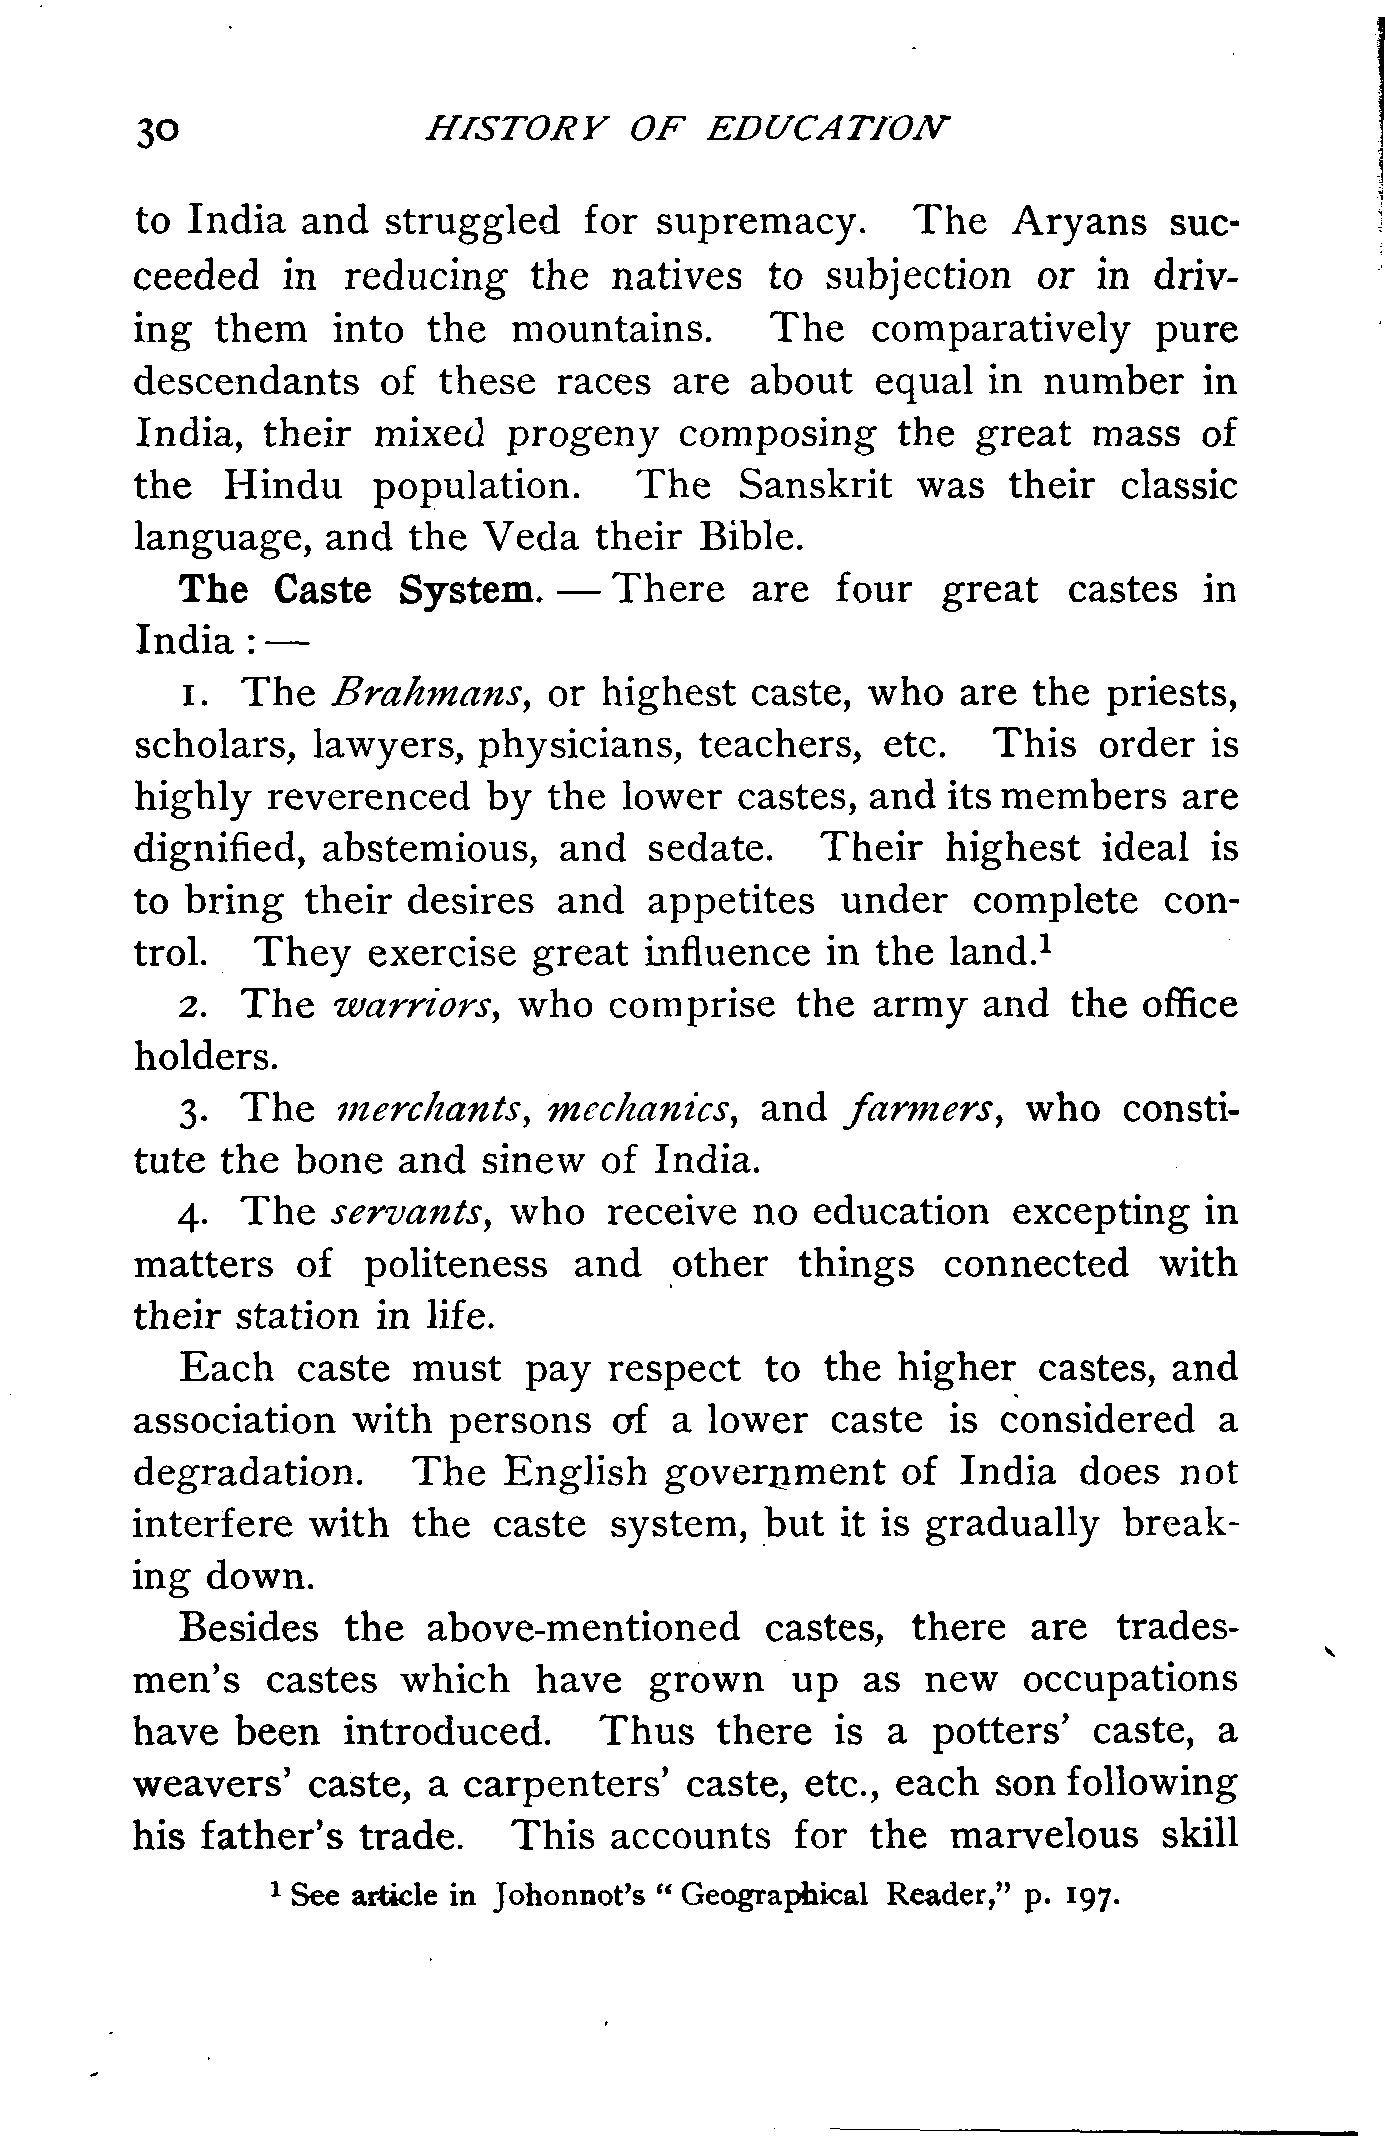 30 HISTORY OF EDUCATION
to India and struggled for supremacy. The Aryans suc-
ceeded in reducing the natives to subjection or in driv-
ing them into the mountains. The comparatively pure
descendants of these races are about equal in number in
India, their mixed progeny composing the great mass of
the Hindu population. The Sanskrit was their classic
language, and the Veda their Bible.
The Caste System. — There are four great castes in
India : —
1. The Brahmans, or highest caste, who are the priests,
scholars, lawyers, physicians, teachers, etc. This order is
highly reverenced by the lower castes, and its members are
dignified, abstemious, and sedate. Their highest ideal is
to bring their desires and appetites under complete con-
trol. They exercise great influence in the land.¹
2. The warriors, who comprise the army and the office
holders.
3. The merchants, mechanics, and farmers, who consti-
tute the bone and sinew of India.
4. The servants, who receive no education excepting in
matters of politeness and other things connected with
their station in life.
Each caste must pay respect to the higher castes, and
association with persons of a lower caste is considered a
degradation. The English government of India does not
interfere with the caste system, but it is gradually break-
ing down.
Besides the above-mentioned castes, there are trades-
men's castes which have grown up as new occupations
have been introduced. Thus there is a potters' caste, a
weavers' caste, a carpenters' caste, etc., each son following
his father's trade. This accounts for the marvelous skill
¹ See article in Johonnot's "Geographical Reader," p. 197.